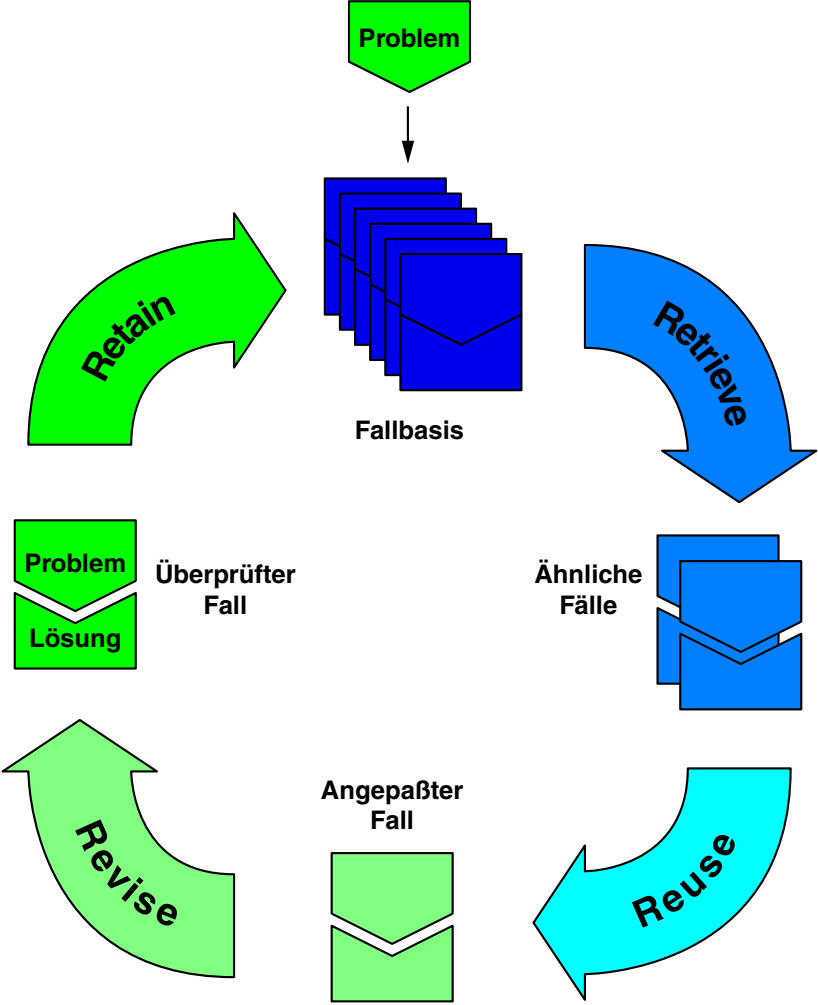 Problem
Retain
Retrieve
Fallbasis
Problem
Lösung
Überprüfter
Fall
Ähnliche
Fälle
Angepaßter
Fall
Revise
Reuse